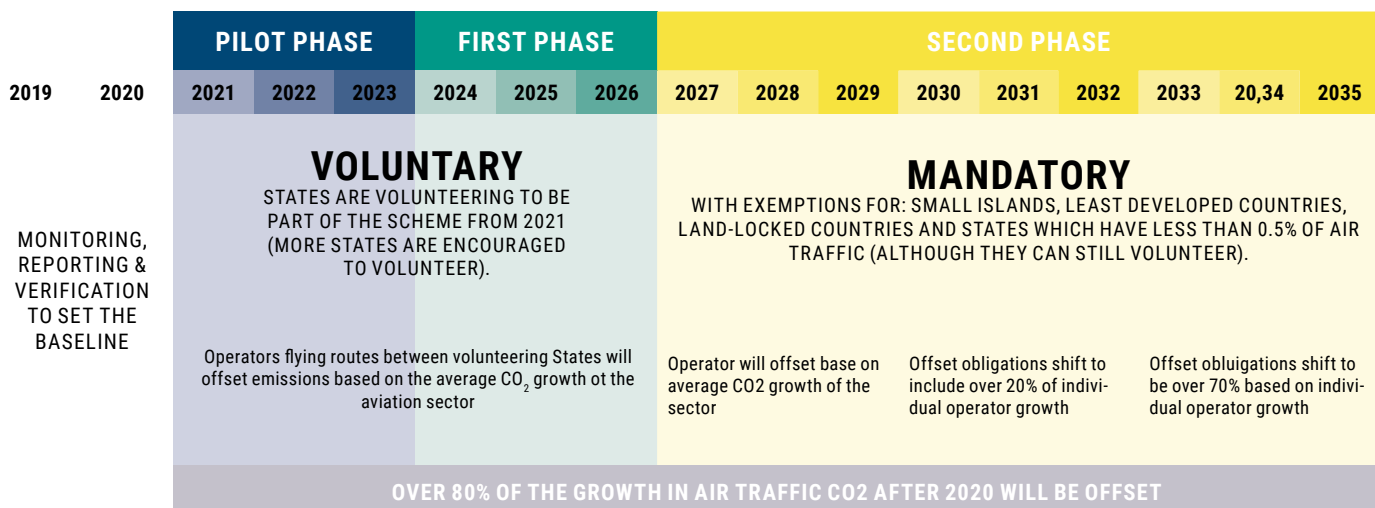 PILOT PHASE
FIRST PHASE
SECOND PHASE
2019 2020 2021 2022 2023 2024 2025 2026 2027 2028 2029 2030 2031 2032 2033 20,34 2035
MONITORING,
REPORTING &
VERIFICATION
TO SET THE
BASELINE
VOLUNTARY
STATES ARE VOLUNTEERING TO BE
PART OF THE SCHEME FROM 2021
(MORE STATES ARE ENCOURAGED
TO VOLUNTEER).
Operators flying routes between volunteering States will
offset emissions based on the average CO₂ growth ot the
aviation sector
MANDATORY
WITH EXEMPTIONS FOR: SMALL ISLANDS, LEAST DEVELOPED COUNTRIES,
LAND-LOCKED COUNTRIES AND STATES WHICH HAVE LESS THAN 0.5% OF AIR
TRAFFIC (ALTHOUGH THEY CAN STILL VOLUNTEER).
Operator will offset base on
average CO2 growth of the
sector
Offset obligations shift to
include over 20% of indivi-
dual operator growth
Offset obluigations shift to
be over 70% based on indivi-
dual operator growth
OVER 80% OF THE GROWTH IN AIR TRAFFIC CO2 AFTER 2020 WILL BE OFFSET